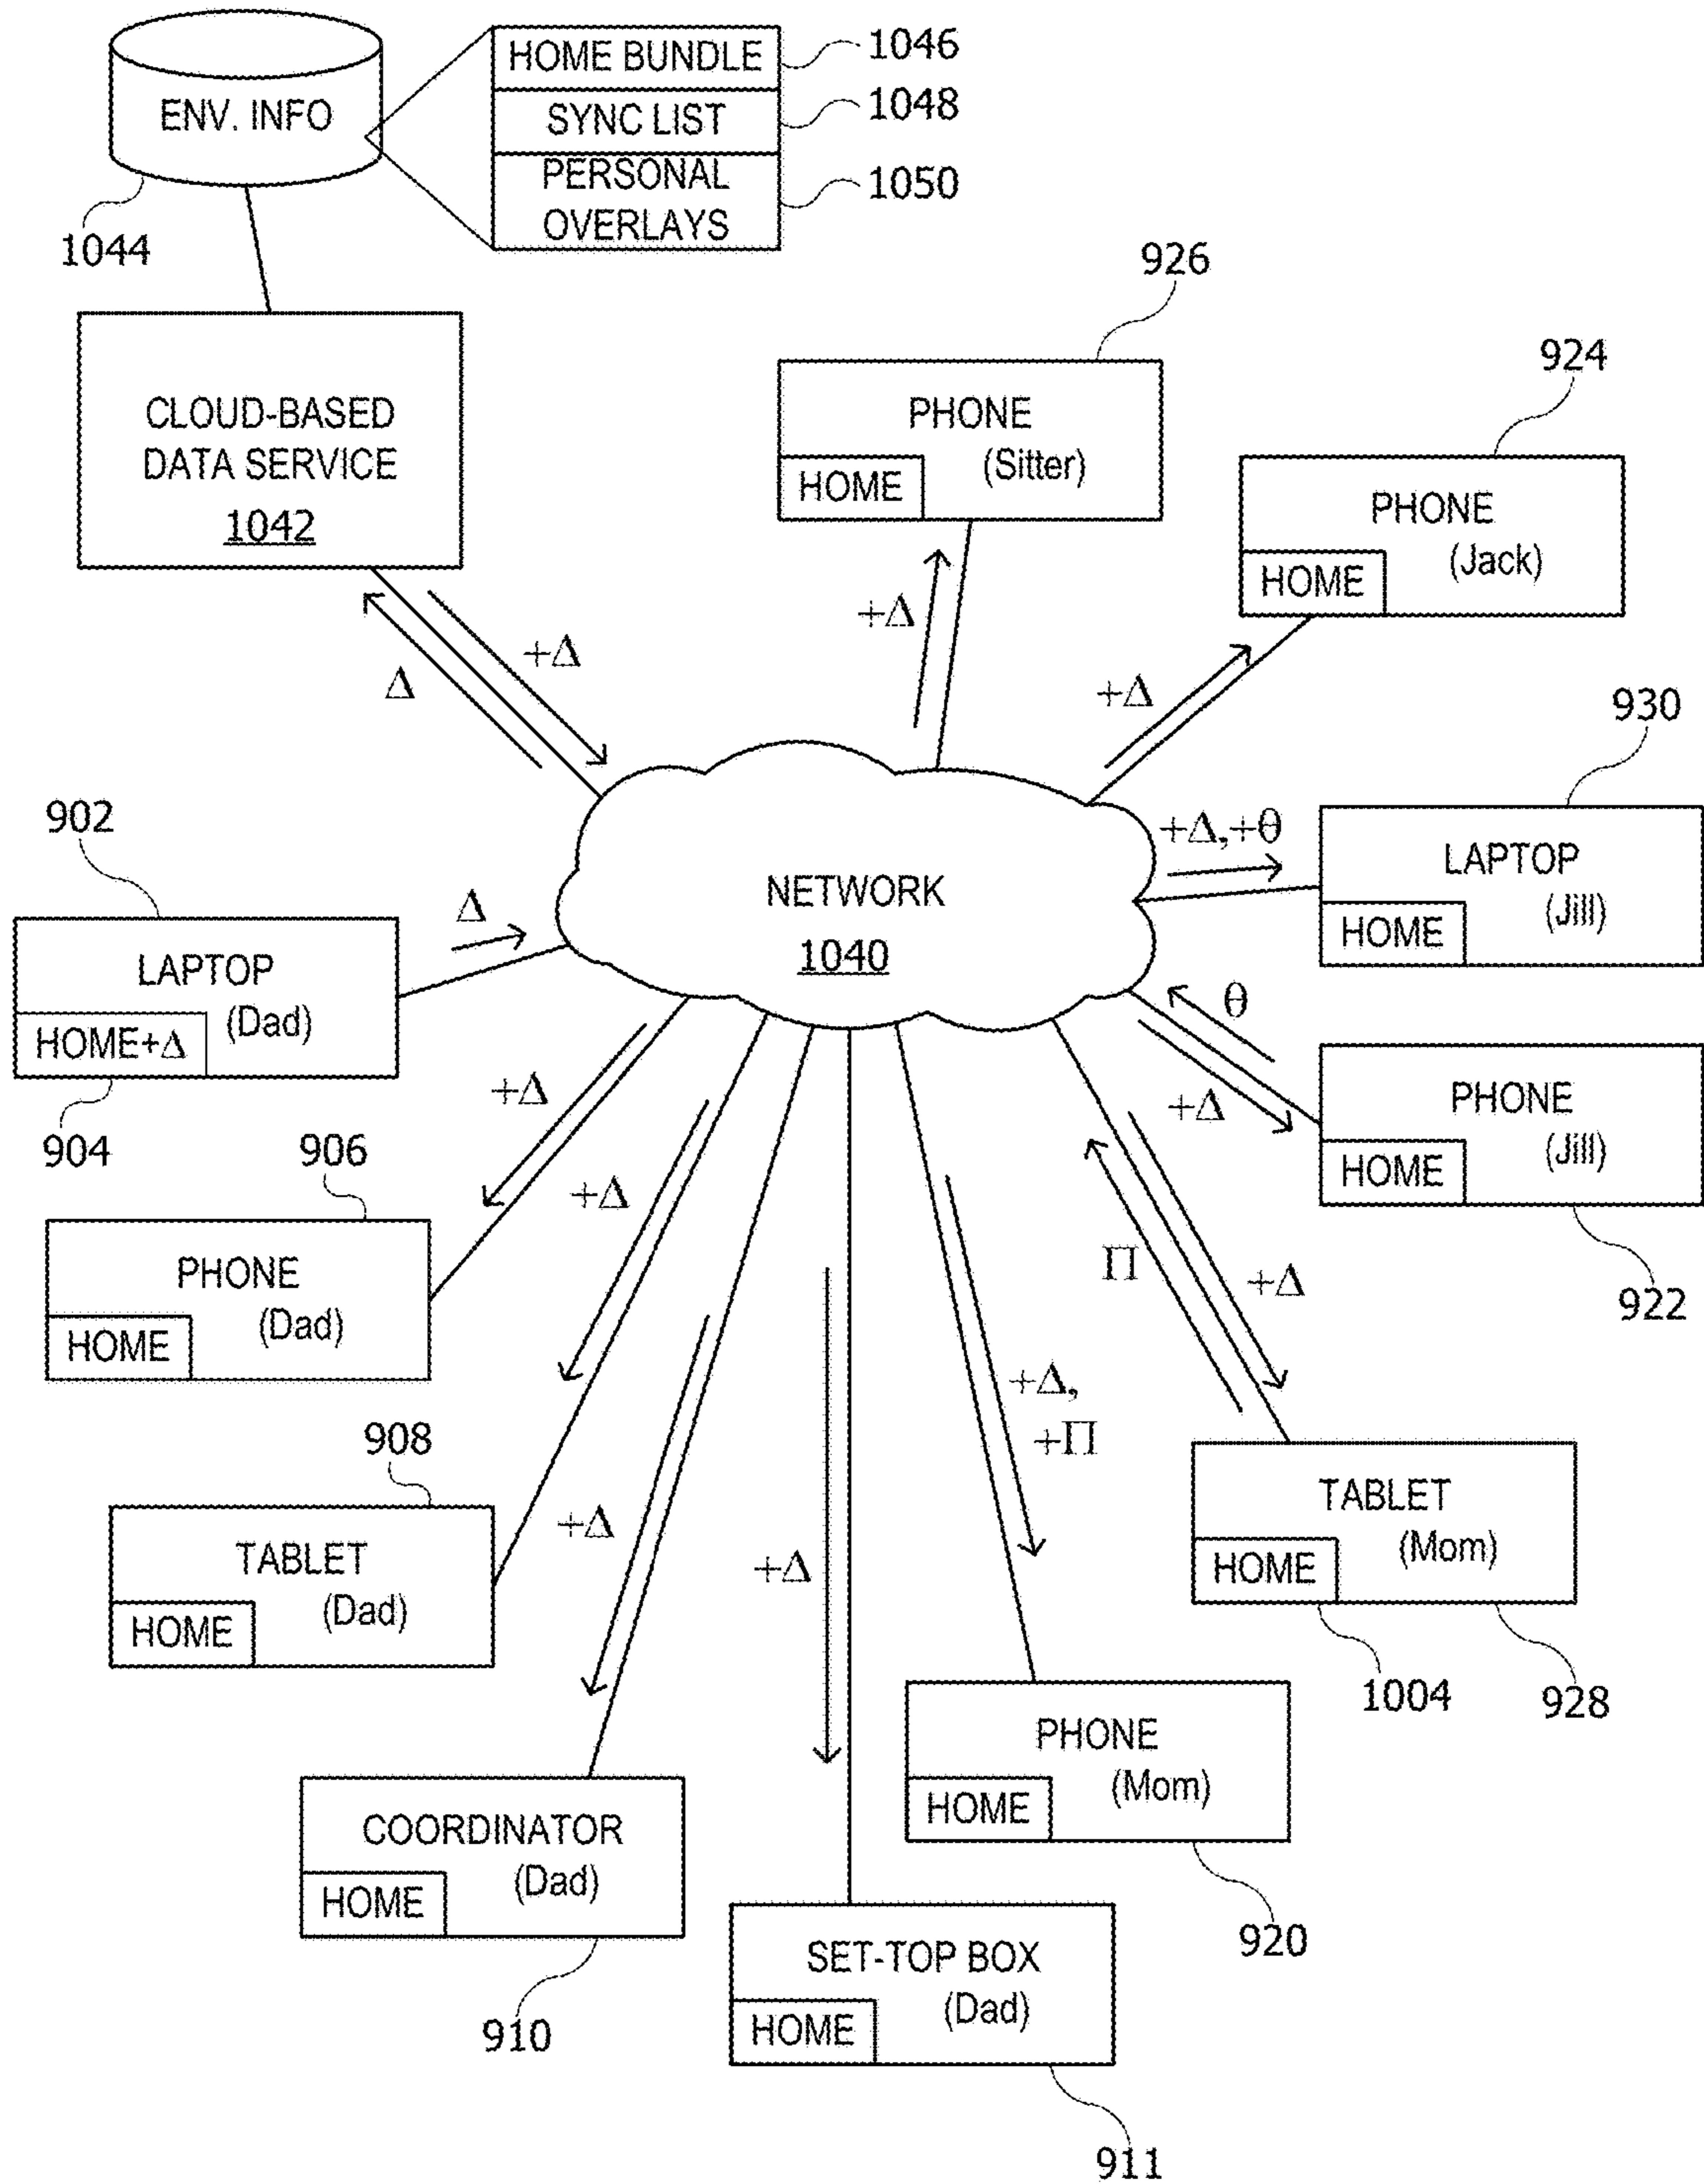 ENV. INFO
1044
HOME BUNDLE
1046
SYNC LIST
1048
PERSONAL
OVERLAYS
1050
CLOUD-BASED
DATA SERVICE
1042
+Δ
Δ
926
PHONE
(Sitter)
HOME
+Δ
924
PHONE
(Jack)
HOME
+Δ
930
LAPTOP
(Jill)
HOME
+Δ,+θ
NETWORK
1040
902
LAPTOP
(Dad)
HOME+Δ
904
Δ
θ
+Δ
PHONE
(Jill)
HOME
922
906
PHONE
(Dad)
HOME
+Δ
908
TABLET
(Dad)
HOME
+Δ
Π
+Δ
TABLET
(Mom)
HOME
1004
928
+Δ,
+Π
PHONE
(Mom)
HOME
920
+Δ
COORDINATOR
(Dad)
HOME
910
+Δ
SET-TOP BOX
(Dad)
HOME
911